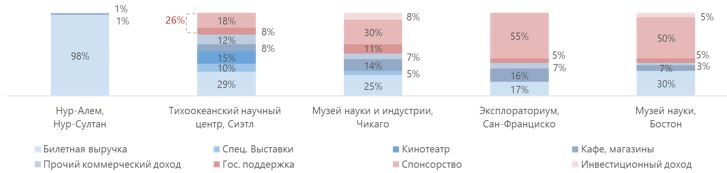 1%
1%
98%
26%
18%
8%
12%
8%
15%
10%
29%
8%
30%
11%
7%
14%
5%
25%
55%
5%
7%
16%
17%
5%
50%
5%
7%
3%
30%
Нур-Алем,
Нур-Султан
Тихоокеанский научный
центр, Сиэтл
Музей науки и индустрии,
Чикаго
Эксплораториум,
Сан-Франциско
Музей науки,
Бостон
Билетная выручка
Спец. Выставки
Кинотеатр
Кафе, магазины
Прочий коммерческий доход
Гос. поддержка
Спонсорство
Инвестиционный доход